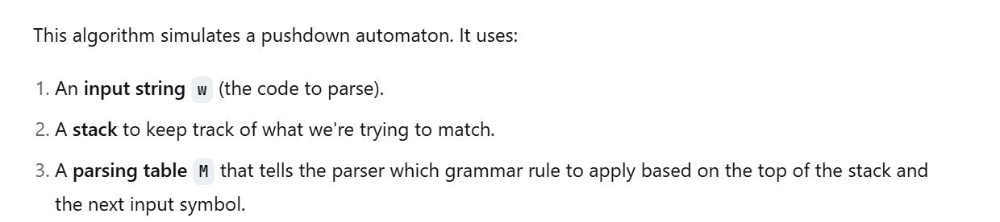 This algorithm simulates a pushdown automaton. It uses:
1. An input string w (the code to parse).
2. A stack to keep track of what we're trying to match.
3. A parsing table M that tells the parser which grammar rule to apply based on the top of the stack and
the next input symbol.